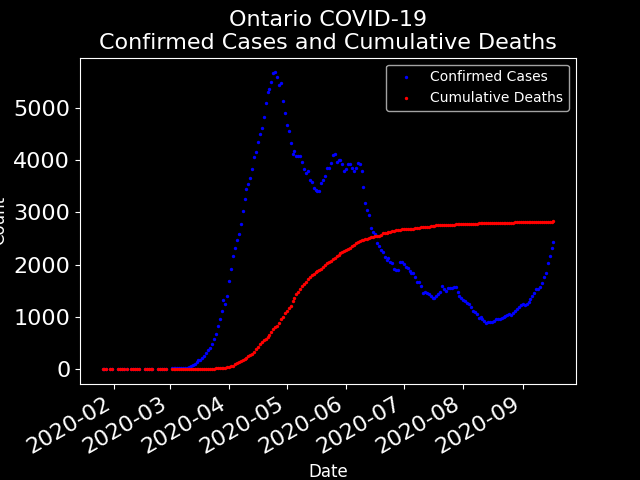 Ontario COVID-19
Confirmed Cases and Cumulative Deaths
Confirmed Cases
Cumulative Deaths
5000
4000
3000
2000
1000
0
Count
2020-02
2020-03
2020-04
2020-05
2020-06
2020-07
2020-08
2020-09
Date